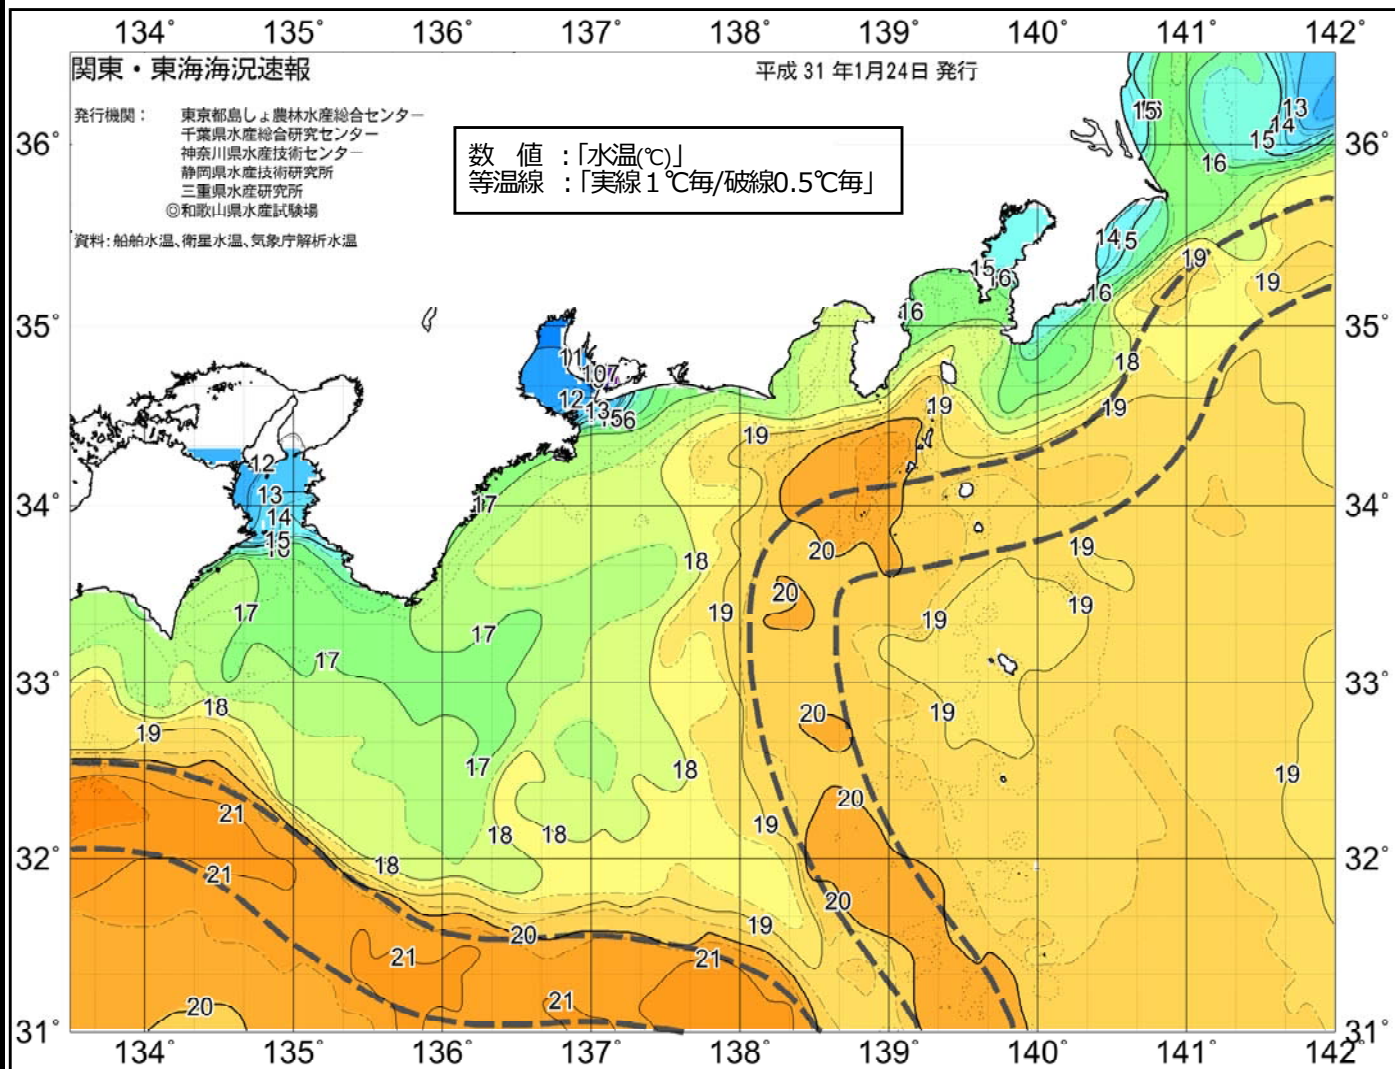 134° 135° 136° 137° 138° 139° 140° 141° 142°
関東・東海海況速報
平成 31 年1月24日 発行
発行機関： 東京都島しょ農林水産総合センター
千葉県水産総合研究センター
神奈川県水産技術センター
静岡県水産技術研究所
三重県水産研究所
◎和歌山県水産試験場
資料：船舶水温、衛星水温、気象庁解析水温
数 値 ：「水温(℃)」
等温線 ：「実線１℃毎/破線0.5℃毎」
15 13
14
15
36° 36°
16
14 15
19
15 16 19
16 16
35° 35°
11 18
10 7
12 19 19
13 15 16 19
12
13
34° 17 34°
14
15 20 19
16 18
20
17 19 19 19
17
17
33° 33°
18 20 19
19
17 18 19
21 20
18 18 19
32° 18 32°
21
20
19
20
21 21
20 21
31° 31°
134° 135° 136° 137° 138° 139° 140° 141° 142°